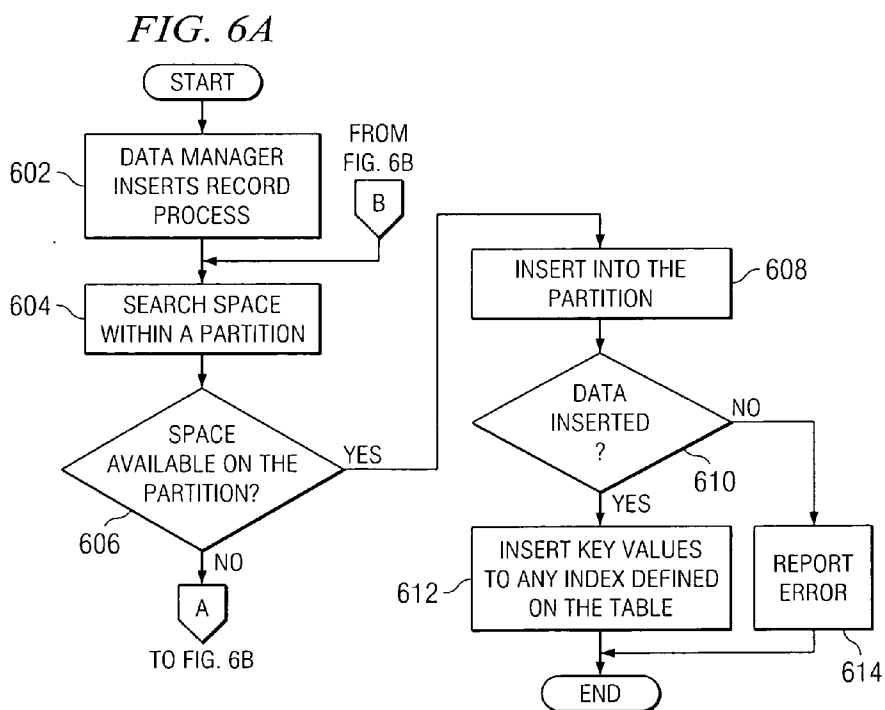 FIG. 6A
START
602
DATA MANAGER
INSERTS RECORD
PROCESS
FROM
FIG. 6B
B
604
SEARCH SPACE
WITHIN A PARTITION
SPACE
AVAILABLE ON THE
PARTITION?
606
YES
NO
A
TO FIG. 6B
INSERT INTO THE
PARTITION
608
DATA
INSERTED
?
610
NO
YES
612
INSERT KEY VALUES
TO ANY INDEX DEFINED
ON THE TABLE
REPORT
ERROR
614
END